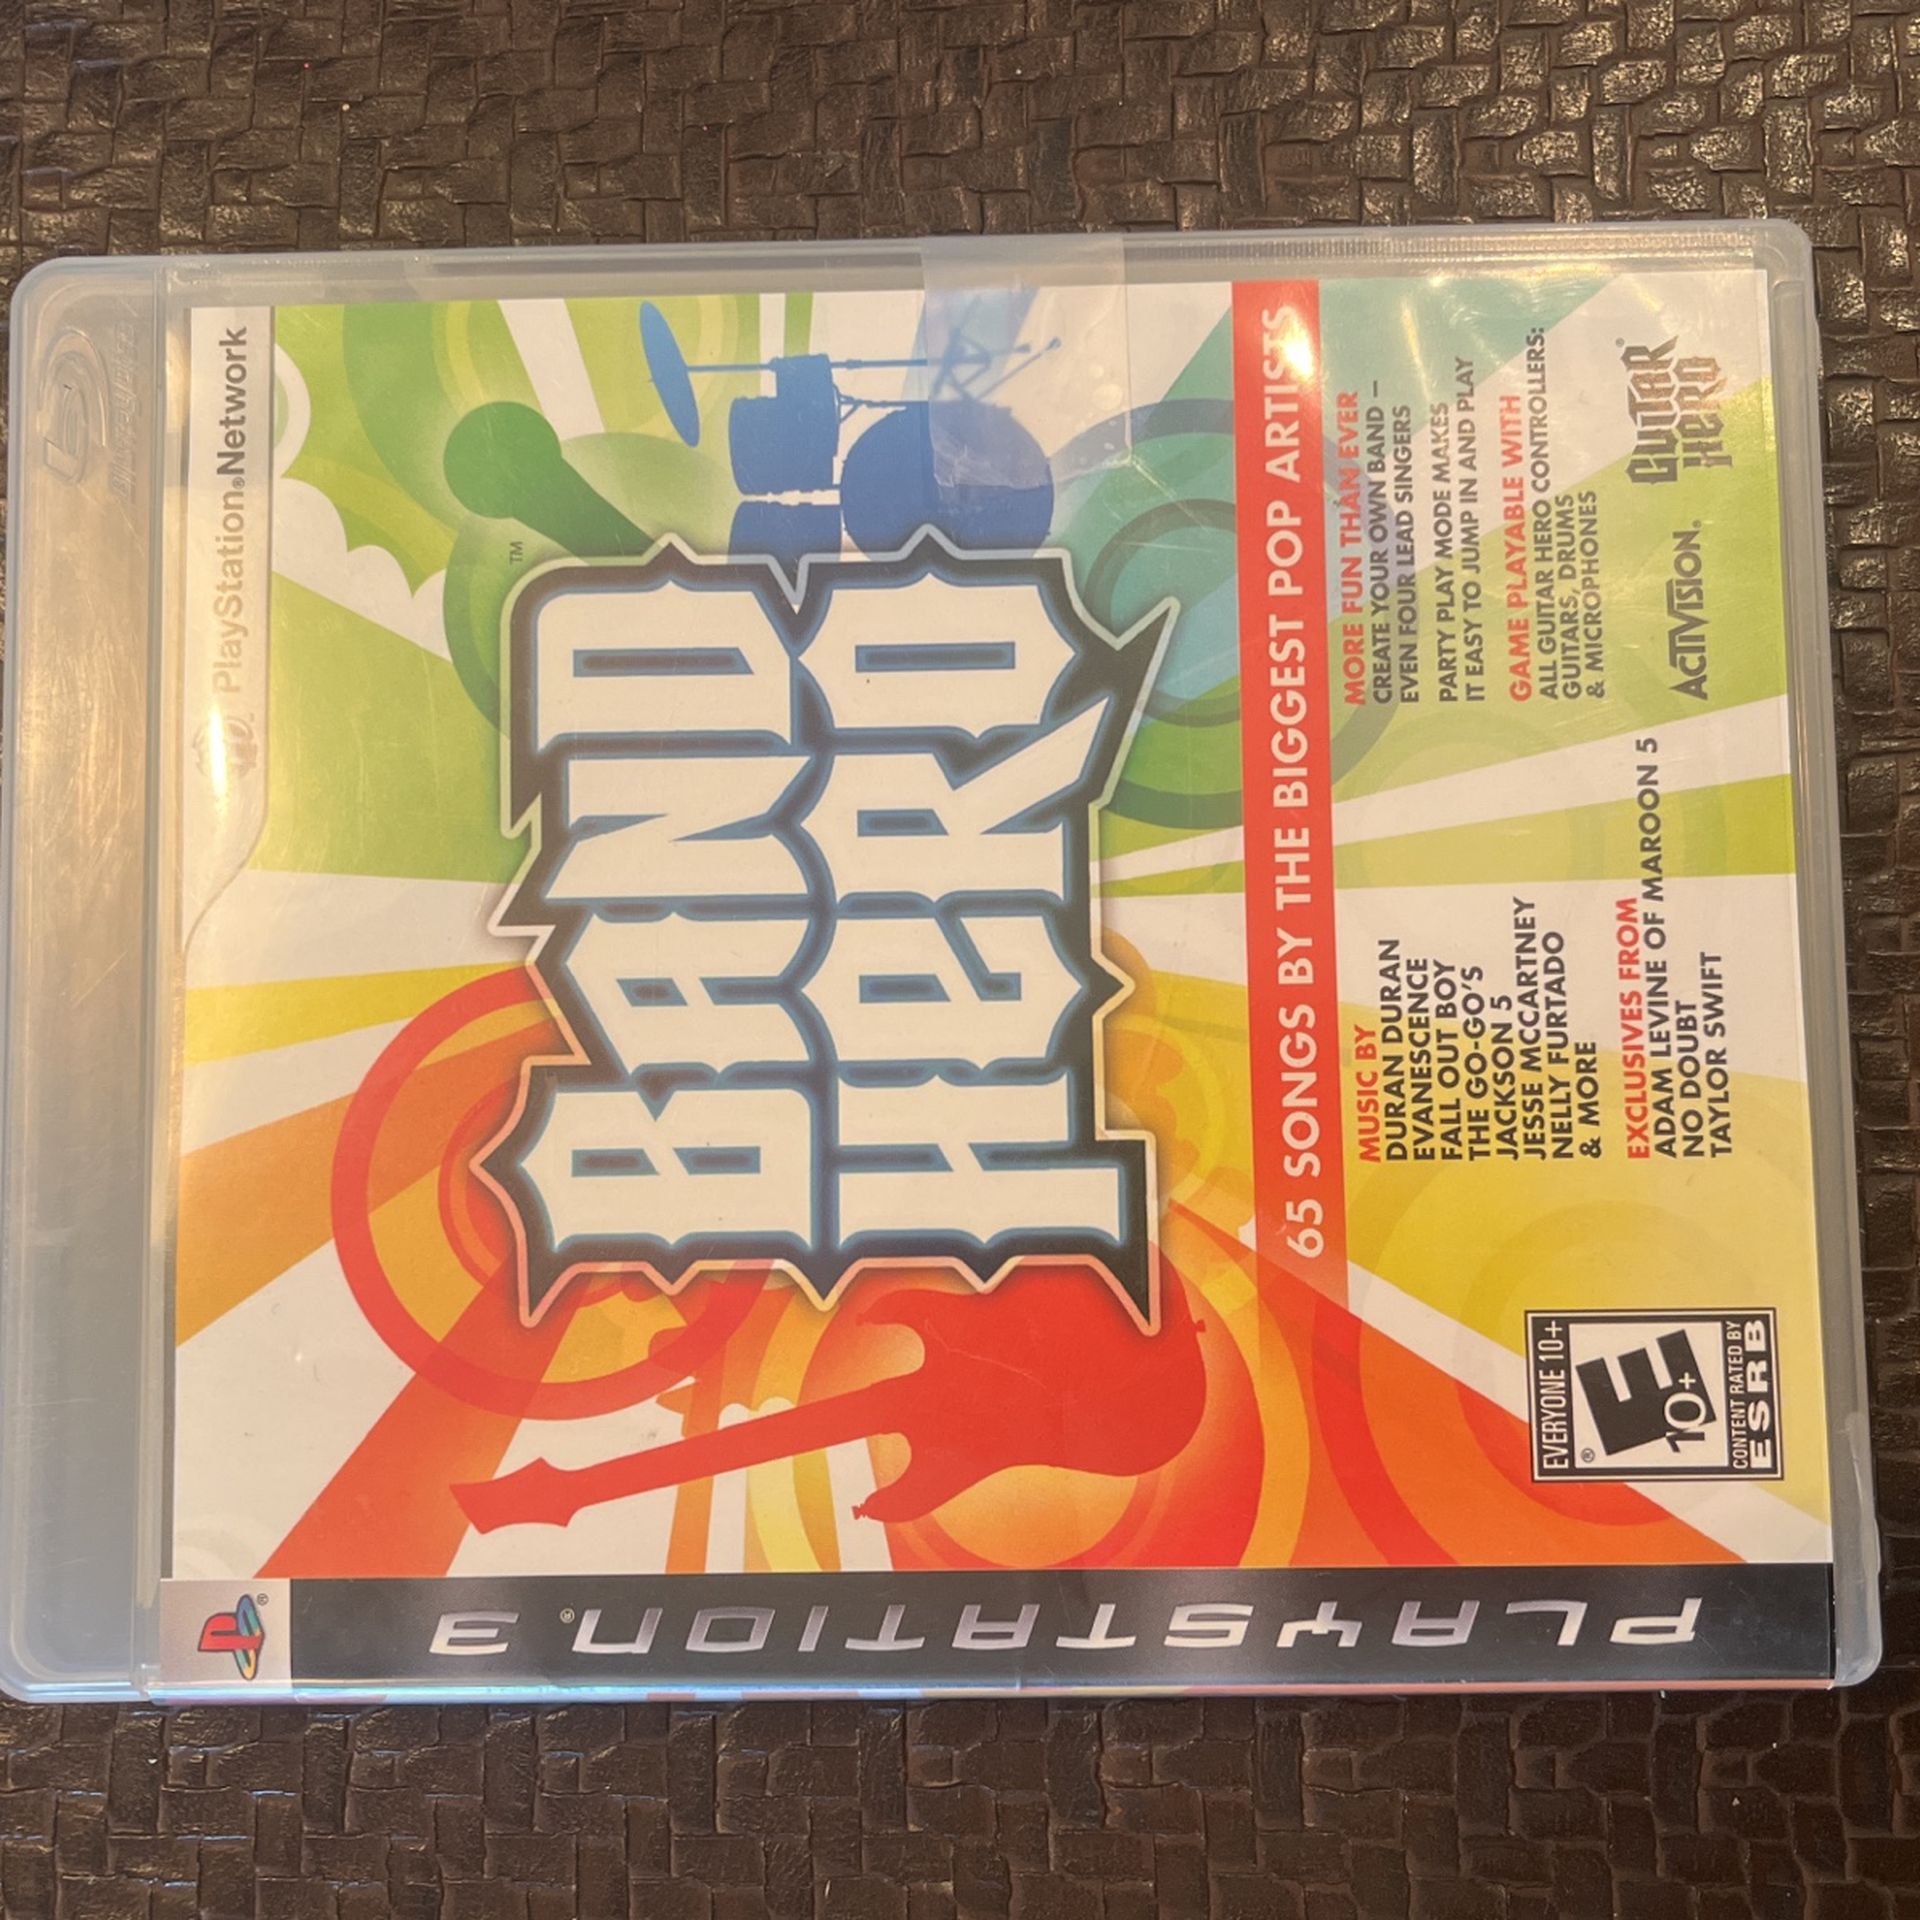 PlayStation®Network
BAND
HERO™
65 SONGS BY THE BIGGEST POP ARTISTS
MUSIC BY
DURAN DURAN
EVANESCENCE
FALL OUT BOY
THE GO-GO'S
JACKSON 5
JESSE MCCARTNEY
NELLY FURTADO
& MORE
EXCLUSIVES FROM
ADAM LEVINE OF MAROON 5
NO DOUBT
TAYLOR SWIFT
MORE FUN THAN EVER
CREATE YOUR OWN BAND –
EVEN FOUR LEAD SINGERS
PARTY PLAY MODE MAKES
IT EASY TO JUMP IN AND PLAY
GAME PLAYABLE WITH
ALL GUITAR HERO CONTROLLERS:
GUITARS, DRUMS
& MICROPHONES
EVERYONE 10+
E
10+
®
CONTENT RATED BY
ESRB
ACTIVISION®
GUITAR
HERO®
PLAYSTATION®3